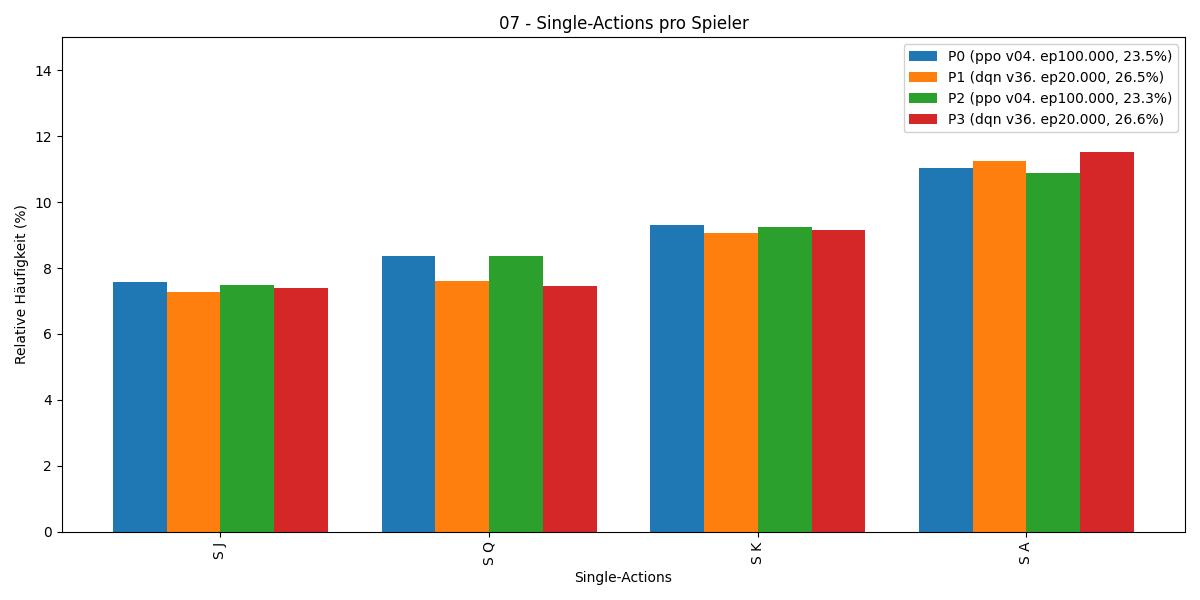 07 - Single-Actions pro Spieler
P0 (ppo v04. ep100.000, 23.5%)
P1 (dqn v36. ep20.000, 26.5%)
P2 (ppo v04. ep100.000, 23.3%)
P3 (dqn v36. ep20.000, 26.6%)
Relative Häufigkeit (%)
14
12
10
8
6
4
2
0
S J
S Q
S K
S A
Single-Actions